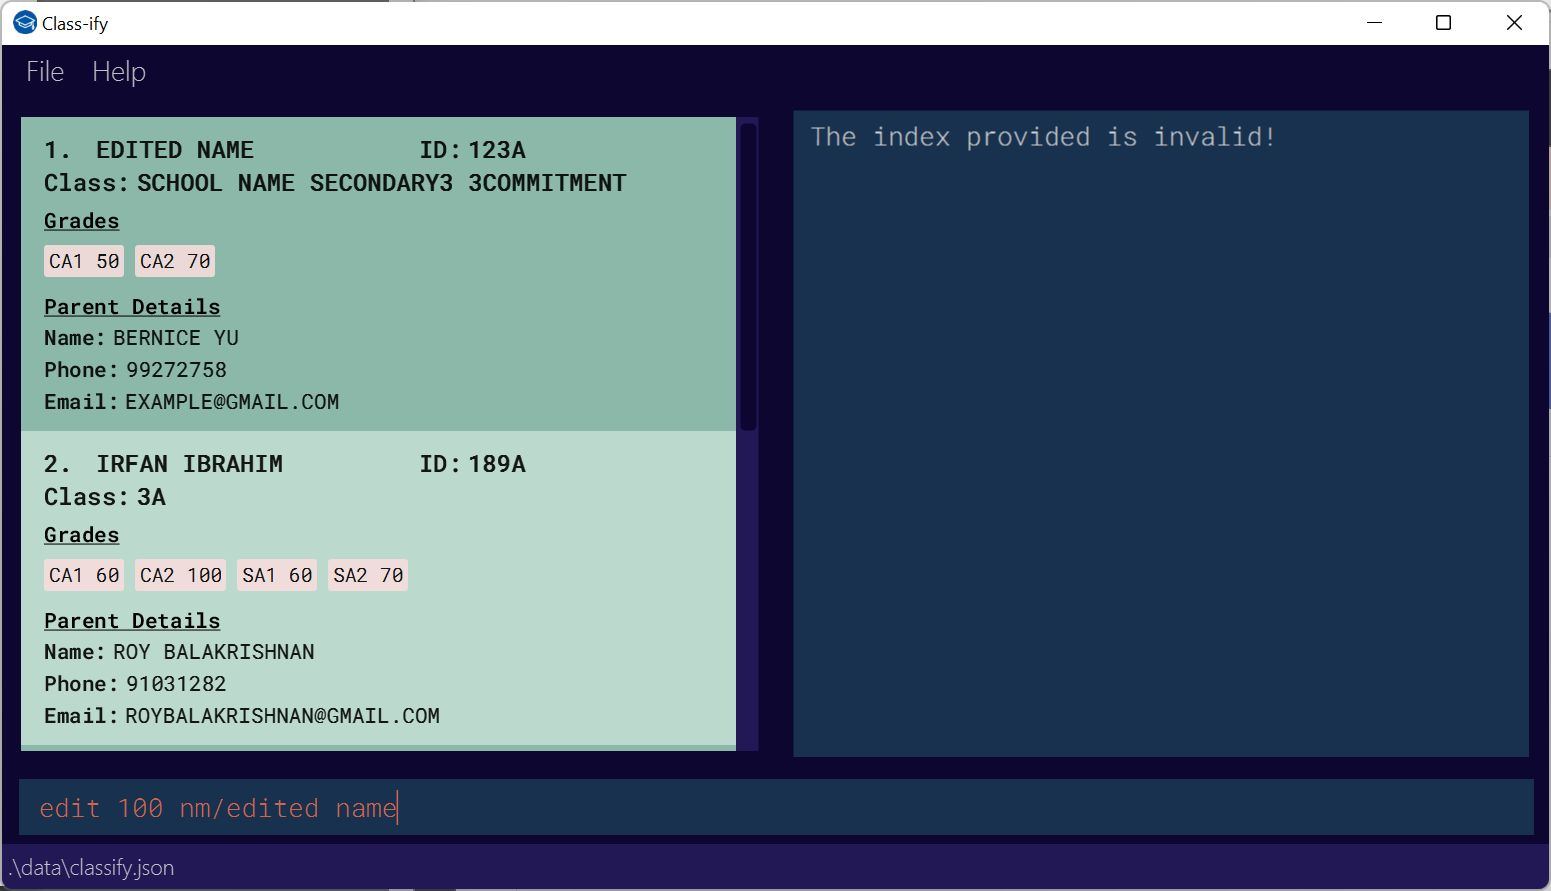 Class-ify
File Help
1. EDITED NAME ID: 123A
Class: SCHOOL NAME SECONDARY3 3COMMITMENT
Grades
CA1 50 CA2 70
Parent Details
Name: BERNICE YU
Phone: 99272758
Email: EXAMPLE@GMAIL.COM
2. IRFAN IBRAHIM ID: 189A
Class: 3A
Grades
CA1 60 CA2 100 SA1 60 SA2 70
Parent Details
Name: ROY BALAKRISHNAN
Phone: 91031282
Email: ROYBALAKRISHNAN@GMAIL.COM
The index provided is invalid!
edit 100 nm/edited name
.\data\classify.json